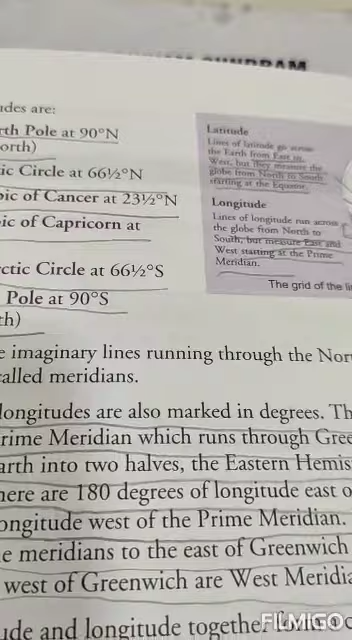 udes are:
rth Pole at 90°N
orth)
ic Circle at 66½°N
pic of Cancer at 23½°N
pic of Capricorn at
rctic Circle at 66½°S
Pole at 90°S
th)
Latitude
Lines of latitude go across
the Earth from East to
West, but they measure the
globe from North to South
starting at the Equator.
Longitude
Lines of longitude run across
the globe from North to
South, but measure East and
West starting at the Prime
Meridian.
The grid of the li
e imaginary lines running through the Nor
called meridians.
longitudes are also marked in degrees. Th
rime Meridian which runs through Gree
arth into two halves, the Eastern Hemis
here are 180 degrees of longitude east o
ongitude west of the Prime Meridian.
e meridians to the east of Greenwich
west of Greenwich are West Meridia
ude and longitude together form
FILMIGO